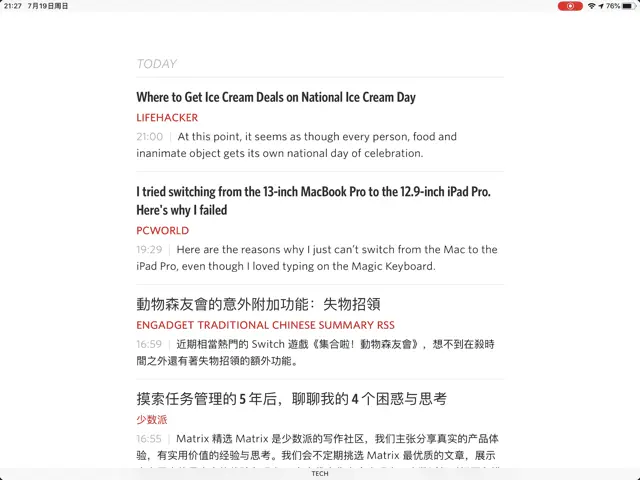 21:27 7月19日周日
76%
TODAY
Where to Get Ice Cream Deals on National Ice Cream Day
LIFEHACKER
21:00 | At this point, it seems as though every person, food and
inanimate object gets its own national day of celebration.
I tried switching from the 13-inch MacBook Pro to the 12.9-inch iPad Pro.
Here's why I failed
PCWORLD
19:29 | Here are the reasons why I just can't switch from the Mac to the
iPad Pro, even though I loved typing on the Magic Keyboard.
動物森友會的意外附加功能：失物招領
ENGADGET TRADITIONAL CHINESE SUMMARY RSS
16:59 | 近期相當熱門的 Switch 遊戲《集合啦！動物森友會》，想不到在殺時
間之外還有著失物招領的額外功能。
摸索任务管理的 5 年后，聊聊我的 4 个困惑与思考
少数派
16:55 | Matrix 精选 Matrix 是少数派的写作社区，我们主张分享真实的产品体
验，有实用价值的经验与思考。我们会不定期挑选 Matrix 最优质的文章，展示
TECH